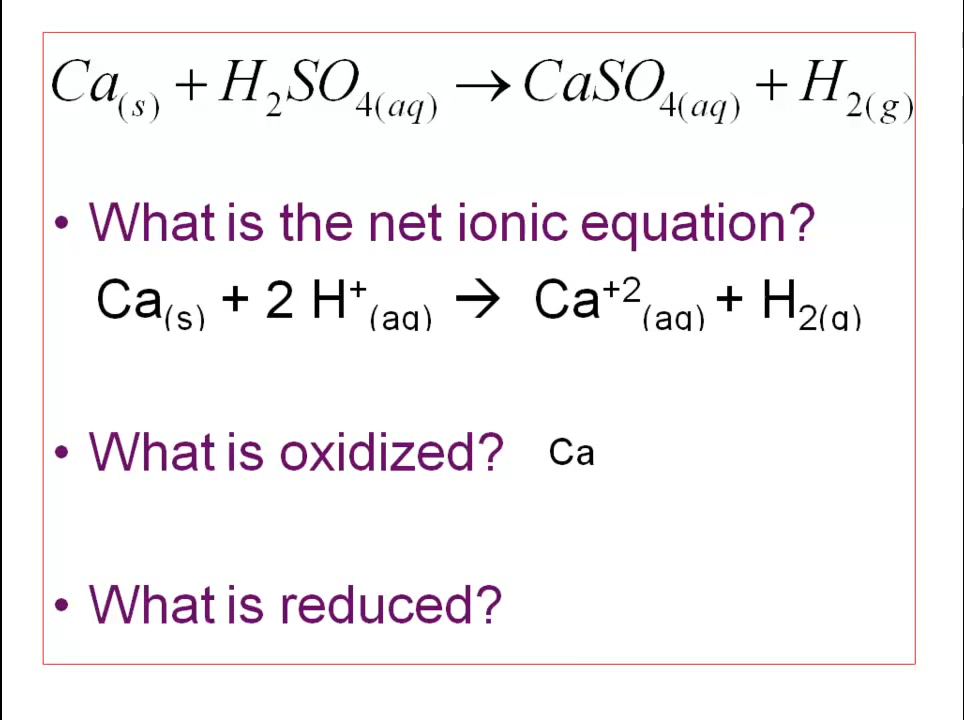 Ca(s) + H2SO4(aq) → CaSO4(aq) + H2(g)
• What is the net ionic equation?
Ca(s) + 2 H+(aq) → Ca+2(aq) + H2(g)
• What is oxidized? Ca
• What is reduced?